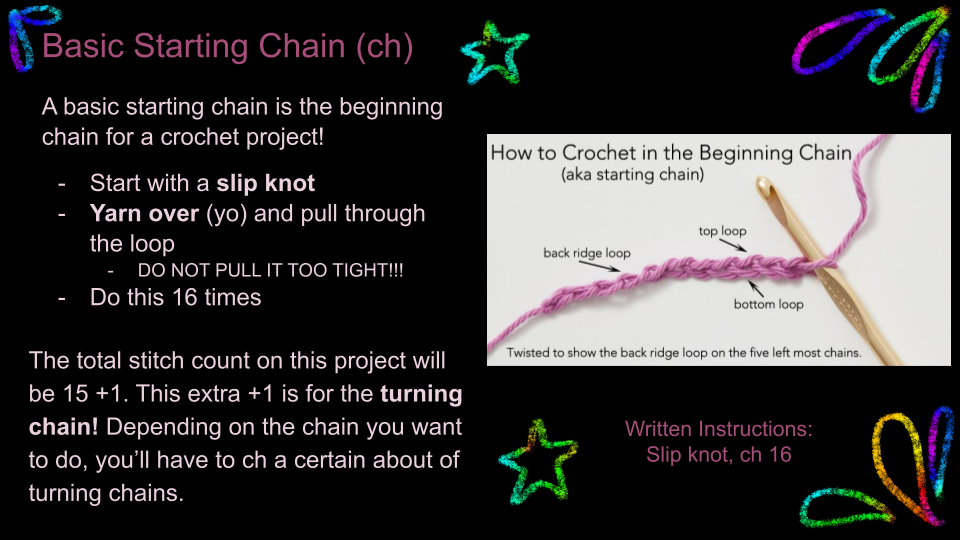 Basic Starting Chain (ch)
A basic starting chain is the beginning
chain for a crochet project!
- Start with a slip knot
- Yarn over (yo) and pull through
the loop
- DO NOT PULL IT TOO TIGHT!!!
- Do this 16 times
The total stitch count on this project will
be 15 +1. This extra +1 is for the turning
chain! Depending on the chain you want
to do, you’ll have to ch a certain about of
turning chains.
How to Crochet in the Beginning Chain
(aka starting chain)
top loop
back ridge loop
bottom loop
Twisted to show the back ridge loop on the five left most chains.
Written Instructions:
Slip knot, ch 16